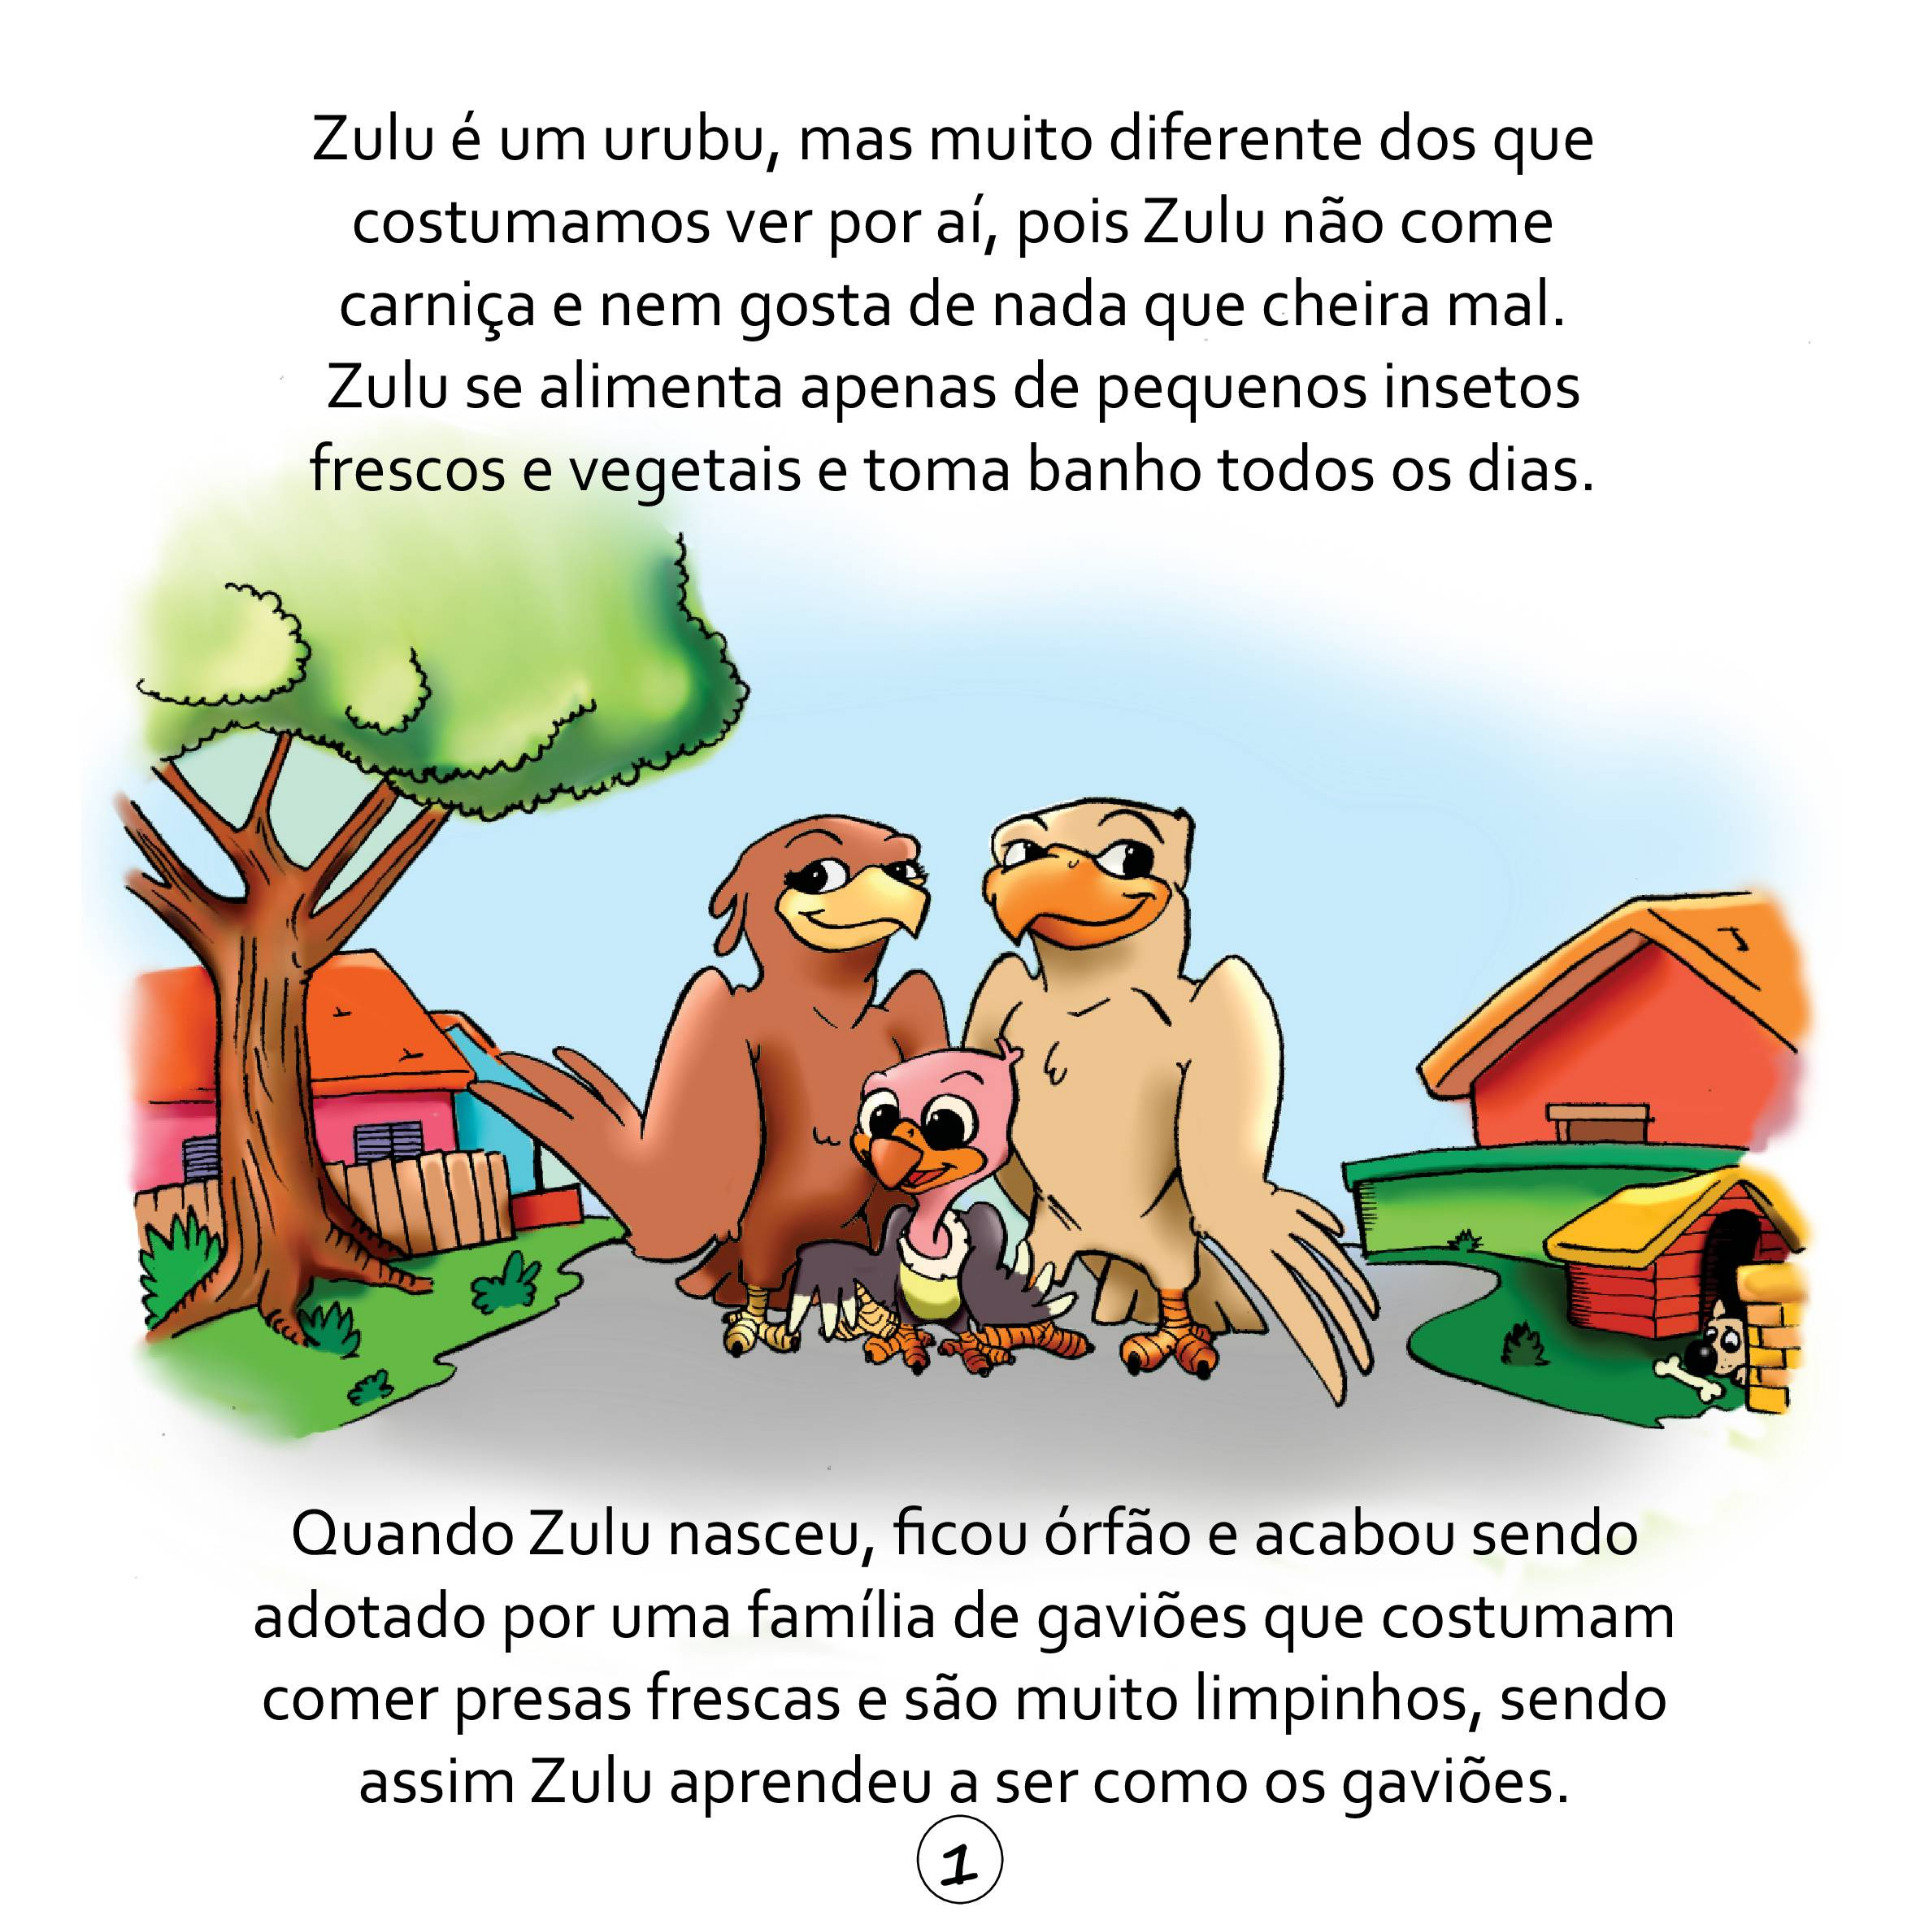 Zulu é um urubu, mas muito diferente dos que
costumamos ver por aí, pois Zulu não come
carniça e nem gosta de nada que cheira mal.
Zulu se alimenta apenas de pequenos insetos
frescos e vegetais e toma banho todos os dias.
Quando Zulu nasceu, ficou órfão e acabou sendo
adotado por uma família de gaviões que costumam
comer presas frescas e são muito limpinhos, sendo
assim Zulu aprendeu a ser como os gaviões.
1